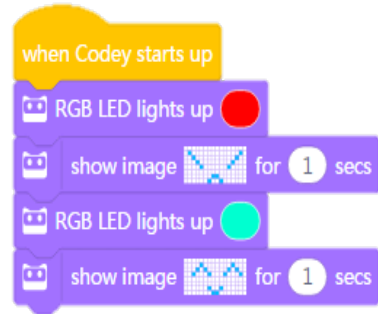 when Codey starts up
RGB LED lights up
show image for 1 secs
RGB LED lights up
show image for 1 secs